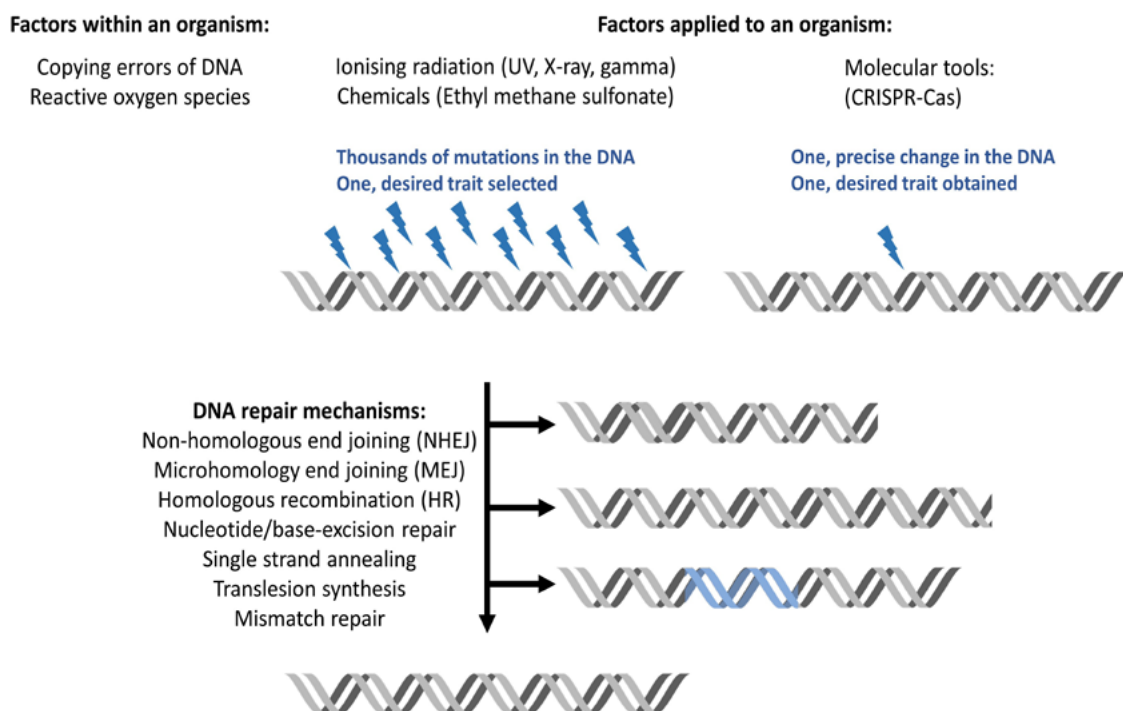 Factors within an organism:
Copying errors of DNA
Reactive oxygen species
Factors applied to an organism:
Ionising radiation (UV, X-ray, gamma)
Chemicals (Ethyl methane sulfonate)
Molecular tools:
(CRISPR-Cas)
Thousands of mutations in the DNA
One, desired trait selected
One, precise change in the DNA
One, desired trait obtained
DNA repair mechanisms:
Non-homologous end joining (NHEJ)
Microhomology end joining (MEJ)
Homologous recombination (HR)
Nucleotide/base-excision repair
Single strand annealing
Translesion synthesis
Mismatch repair